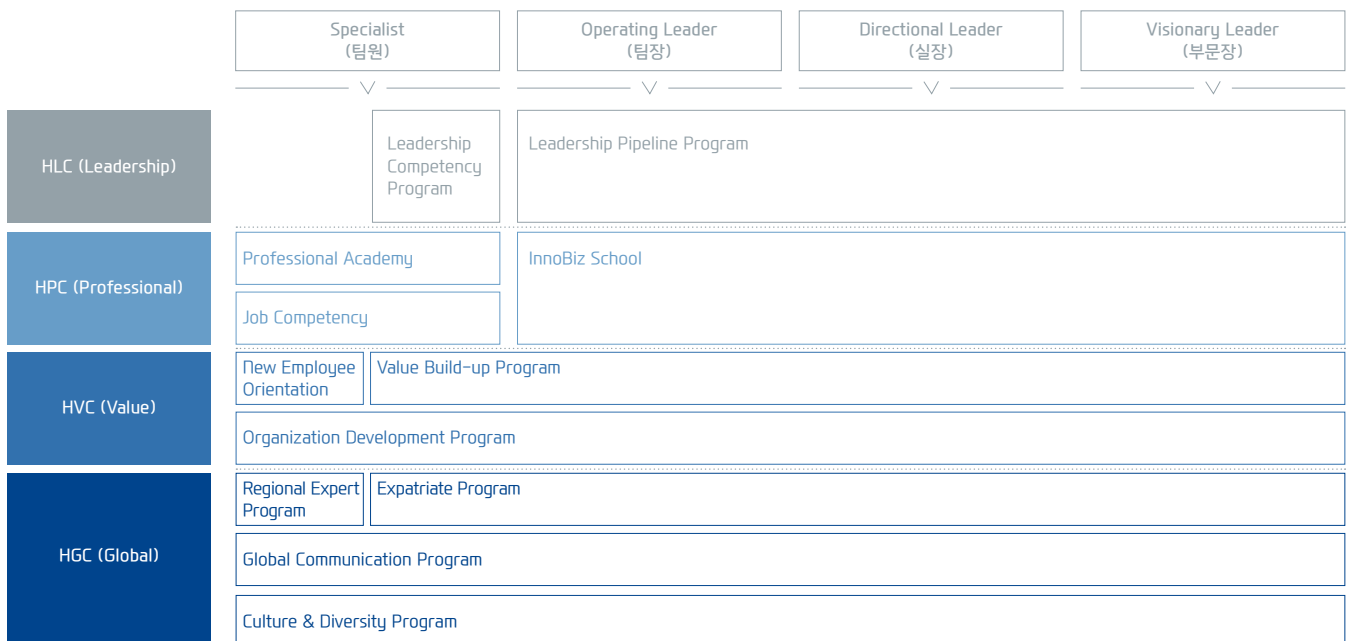 Specialist
(팀원)
Operating Leader
(팀장)
Directional Leader
(실장)
Visionary Leader
(부문장)
HLC (Leadership)
Leadership
Competency
Program
Leadership Pipeline Program
HPC (Professional)
Professional Academy
Job Competency
InnoBiz School
HVC (Value)
New Employee
Orientation
Value Build-up Program
Organization Development Program
HGC (Global)
Regional Expert
Program
Expatriate Program
Global Communication Program
Culture & Diversity Program